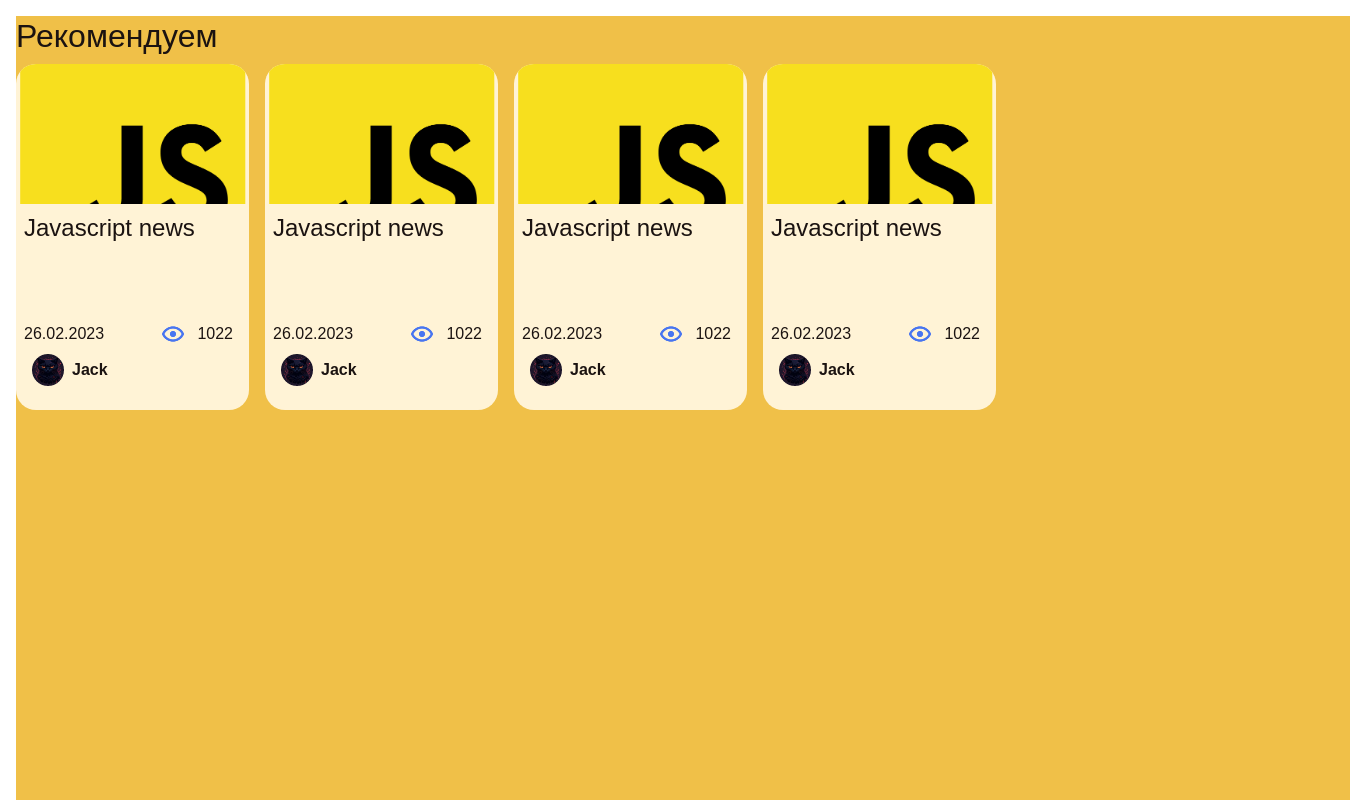 Рекомендуем
JS JS JS JS
Javascript news Javascript news Javascript news Javascript news
26.02.2023 1022 26.02.2023 1022 26.02.2023 1022 26.02.2023 1022
Jack Jack Jack Jack